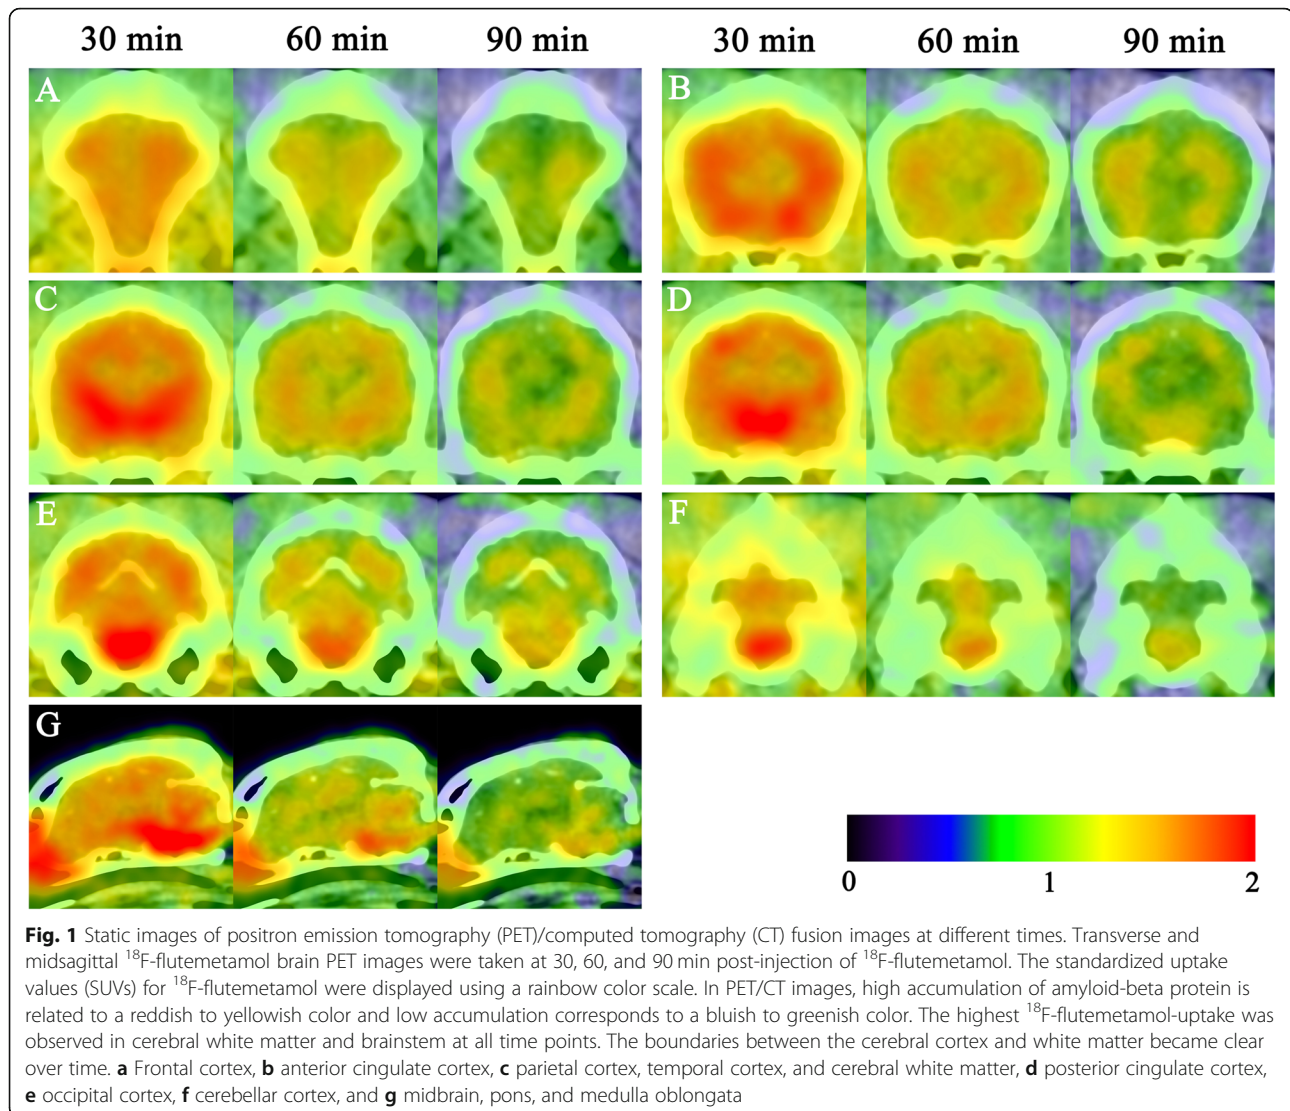 30 min 60 min 90 min 30 min 60 min 90 min
A B
C D
E F
G
0 1 2
Fig. 1 Static images of positron emission tomography (PET)/computed tomography (CT) fusion images at different times. Transverse and
midsagittal ¹⁸F-flutemetamol brain PET images were taken at 30, 60, and 90 min post-injection of ¹⁸F-flutemetamol. The standardized uptake
values (SUVs) for ¹⁸F-flutemetamol were displayed using a rainbow color scale. In PET/CT images, high accumulation of amyloid-beta protein is
related to a reddish to yellowish color and low accumulation corresponds to a bluish to greenish color. The highest ¹⁸F-flutemetamol-uptake was
observed in cerebral white matter and brainstem at all time points. The boundaries between the cerebral cortex and white matter became clear
over time. a Frontal cortex, b anterior cingulate cortex, c parietal cortex, temporal cortex, and cerebral white matter, d posterior cingulate cortex,
e occipital cortex, f cerebellar cortex, and g midbrain, pons, and medulla oblongata